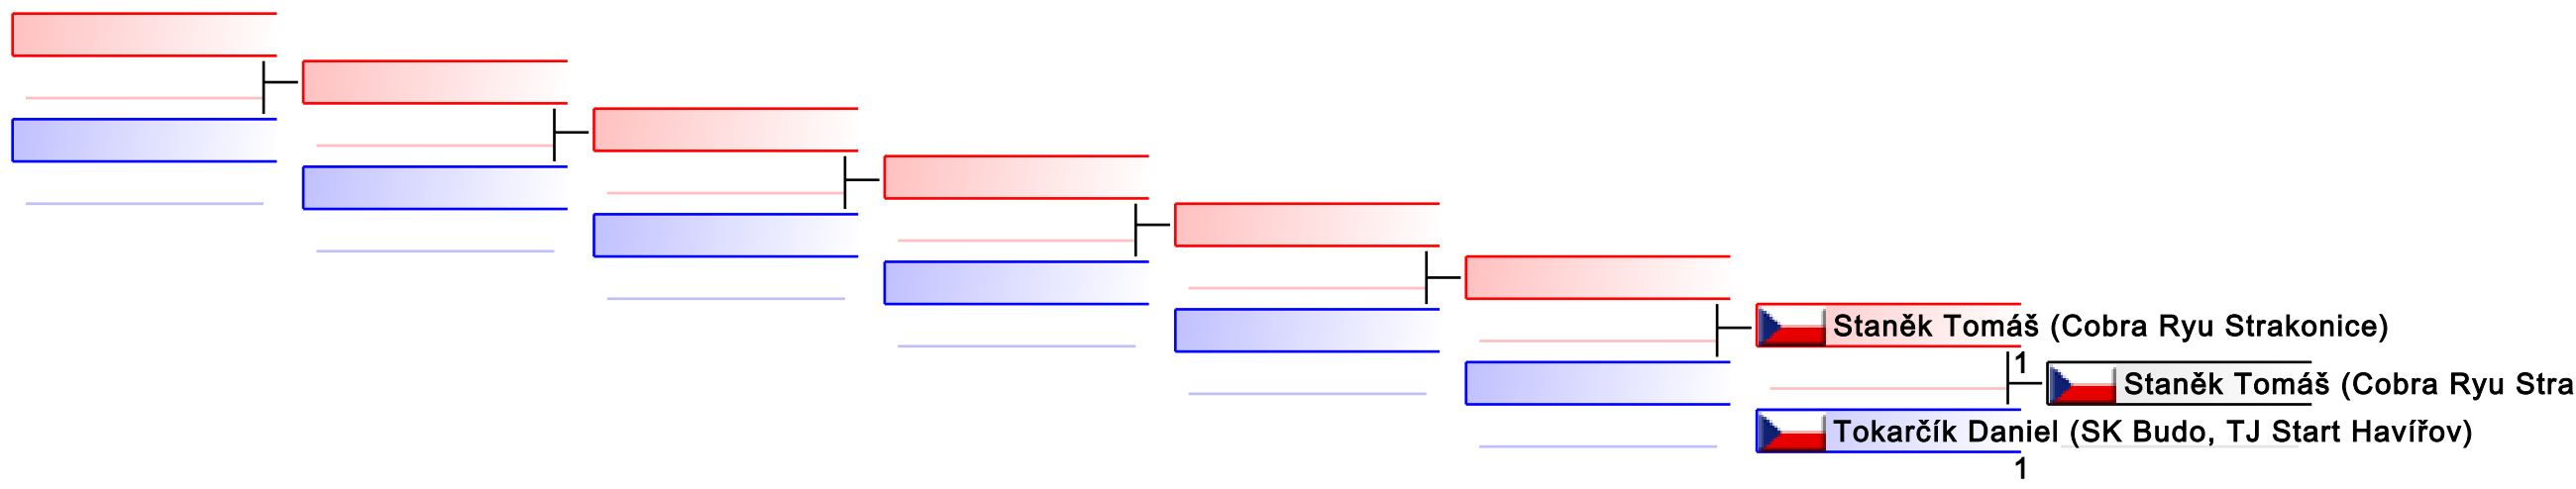 Staněk Tomáš (Cobra Ryu Strakonice)
1
Staněk Tomáš (Cobra Ryu Stra
Tokarčík Daniel (SK Budo, TJ Start Havířov)
1